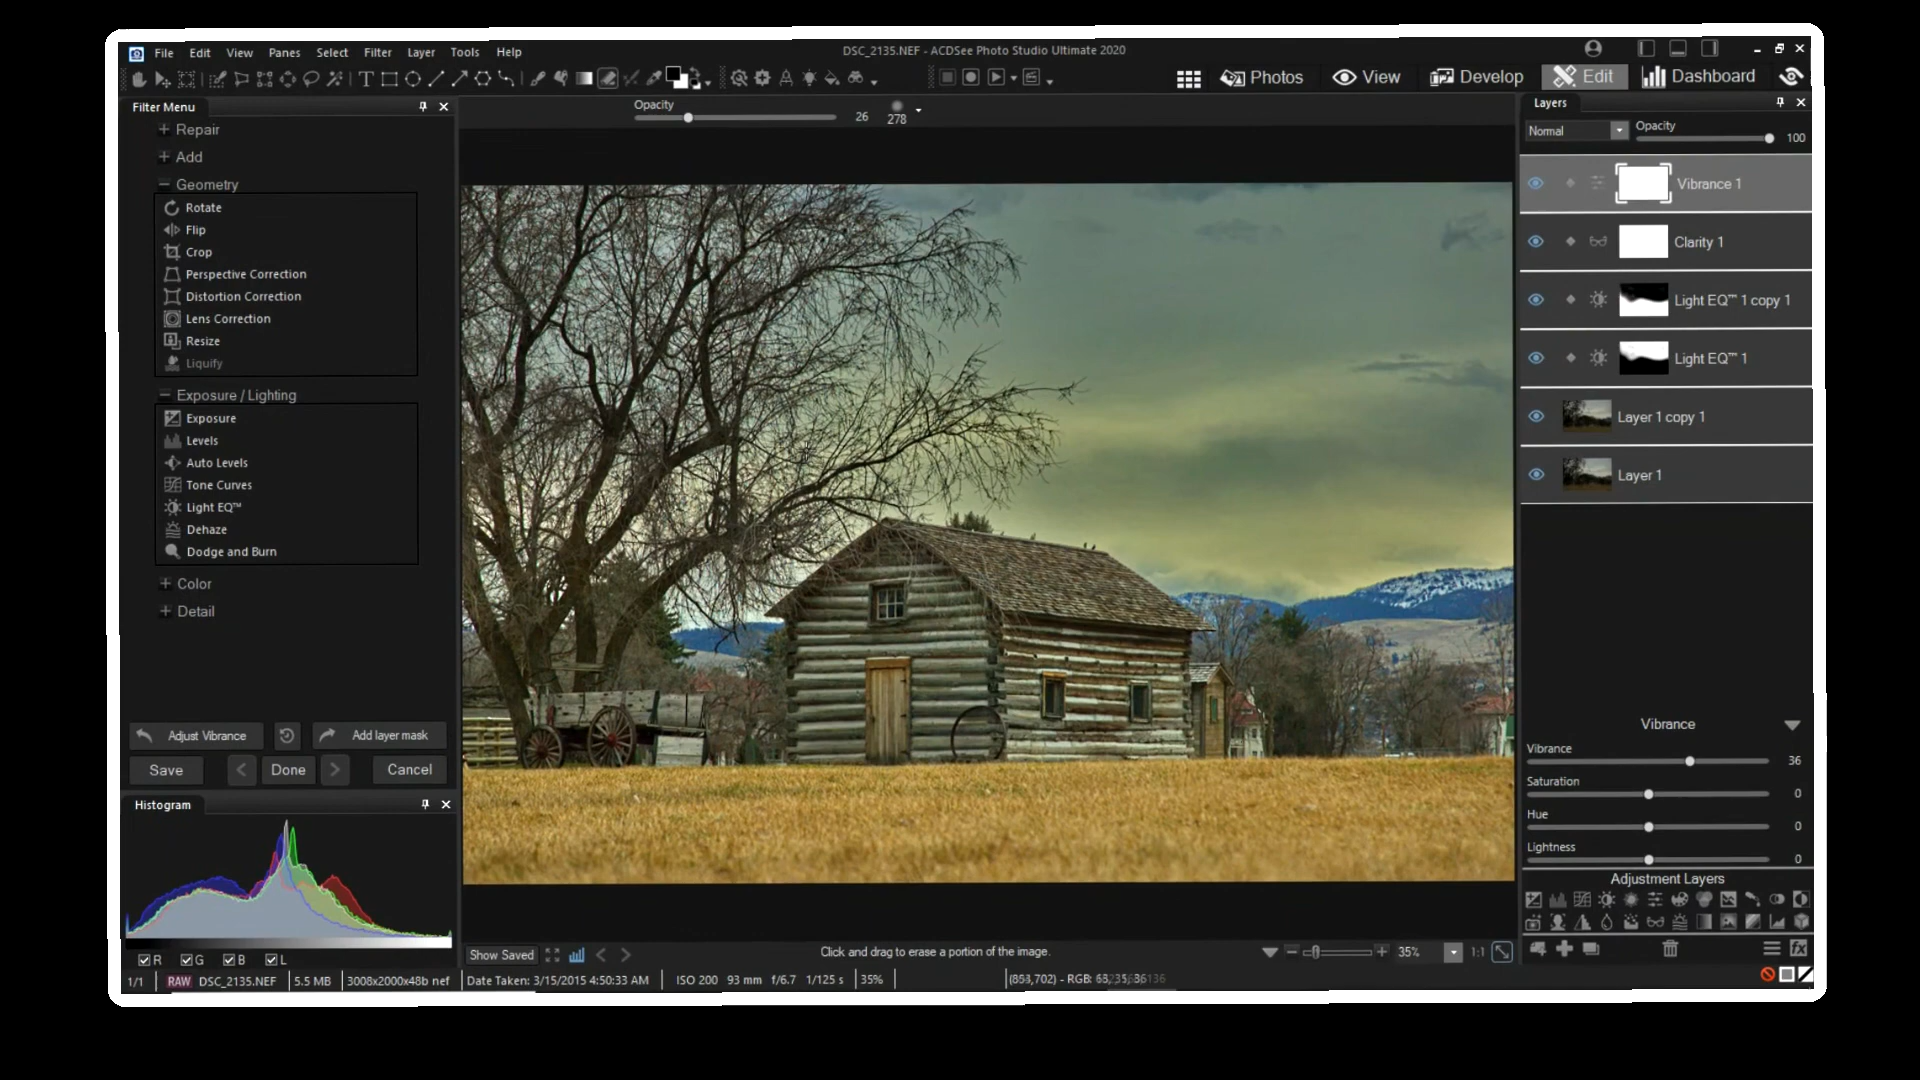 File Edit View Panes Select Filter Layer Tools Help
DSC_2135.NEF - ACDSee Photo Studio Ultimate 2020
Photos View Develop Edit Dashboard
Filter Menu
Repair
Add
Geometry
Rotate
Flip
Crop
Perspective Correction
Distortion Correction
Lens Correction
Resize
Liquify
Exposure / Lighting
Exposure
Levels
Auto Levels
Tone Curves
Light EQ™
Dehaze
Dodge and Burn
Color
Detail
Adjust Vibrance Add layer mask
Save Done Cancel
Histogram
R G B L
Opacity
26
278
Layers
Normal
Opacity
100
Vibrance 1
Clarity 1
Light EQ™ 1 copy 1
Light EQ™ 1
Layer 1 copy 1
Layer 1
Vibrance
Vibrance
36
Saturation
0
Hue
0
Lightness
0
Adjustment Layers
Show Saved
Click and drag to erase a portion of the image.
35% 1:1
1/1 RAW DSC_2135.NEF 5.5 MB 3008x2000x48b nef Date Taken: 3/15/2015 4:50:33 AM ISO 200 93 mm f/6.7 1/125 s 35%